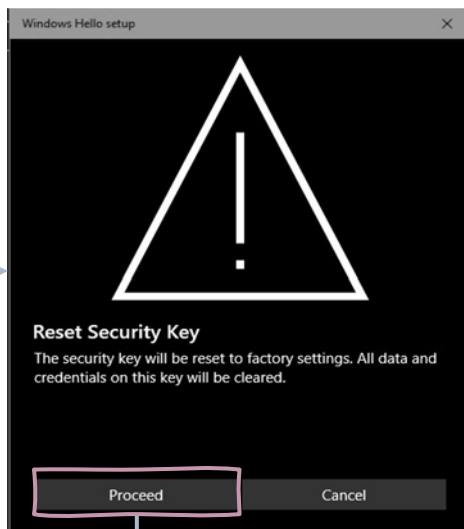 Windows Hello setup
Reset Security Key
The security key will be reset to factory settings. All data and
credentials on this key will be cleared.
Proceed
Cancel